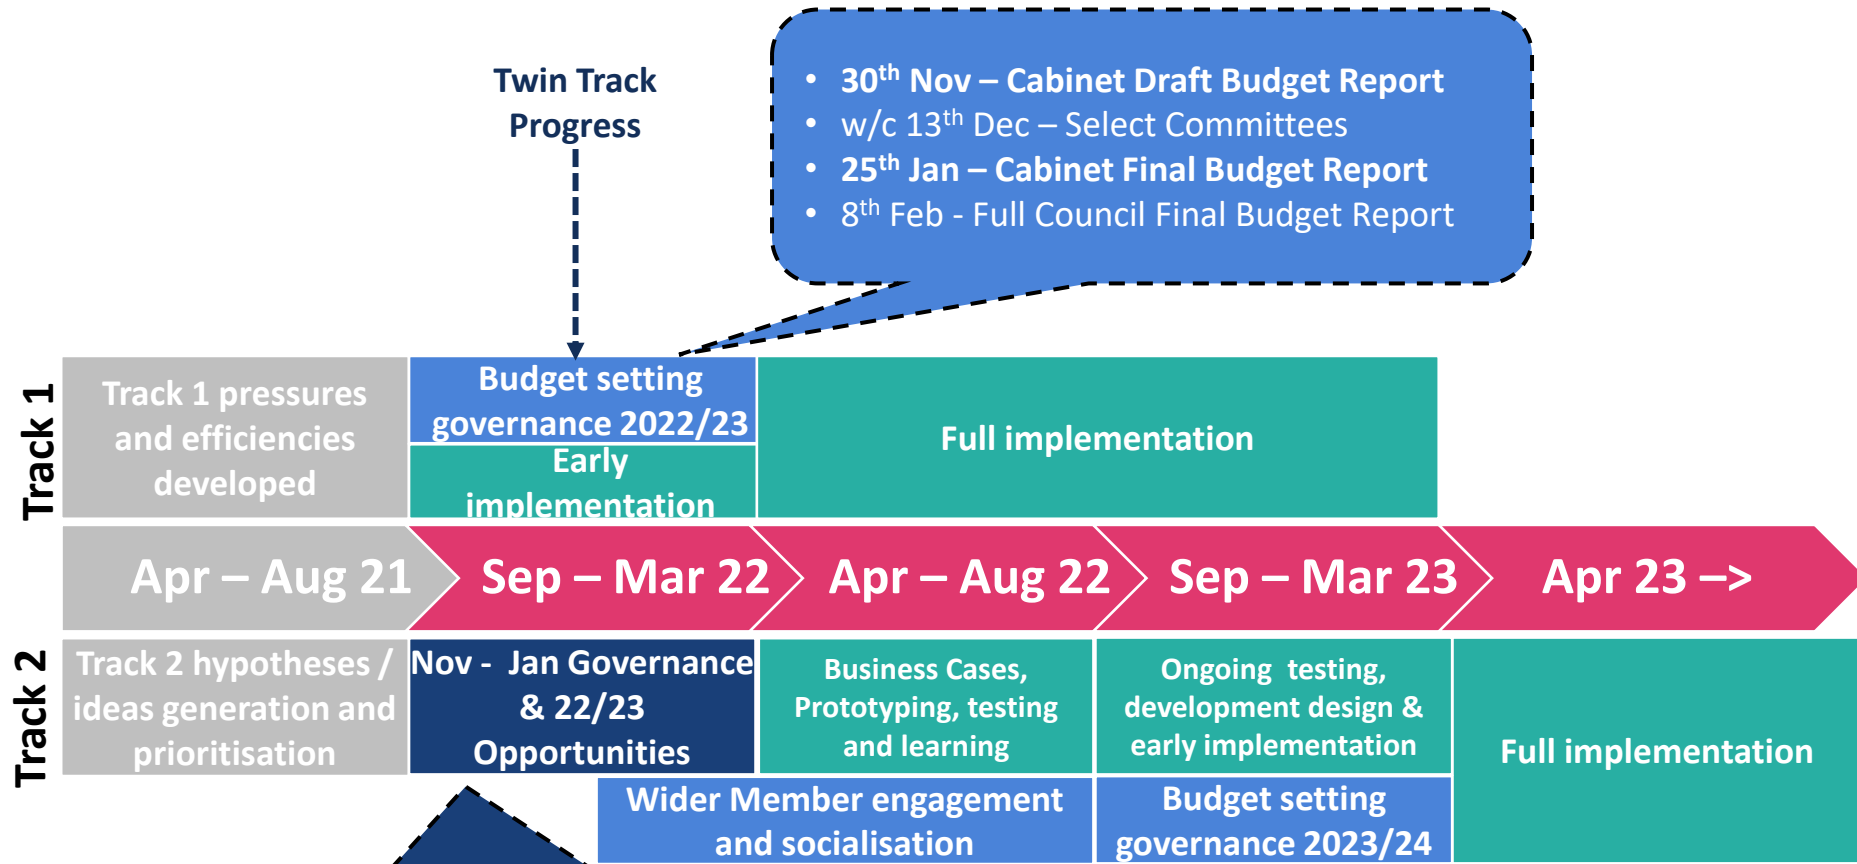 Twin Track
Progress
• 30th Nov – Cabinet Draft Budget Report
• w/c 13th Dec – Select Committees
• 25th Jan – Cabinet Final Budget Report
• 8th Feb - Full Council Final Budget Report
Track 1
Track 1 pressures
and efficiencies
developed
Budget setting
governance 2022/23
Early
implementation
Full implementation
Apr – Aug 21
Sep – Mar 22
Apr – Aug 22
Sep – Mar 23
Apr 23 –>
Track 2
Track 2 hypotheses /
ideas generation and
prioritisation
Nov - Jan Governance
& 22/23
Opportunities
Business Cases,
Prototyping, testing
and learning
Ongoing testing,
development design &
early implementation
Full implementation
Wider Member engagement
and socialisation
Budget setting
governance 2023/24